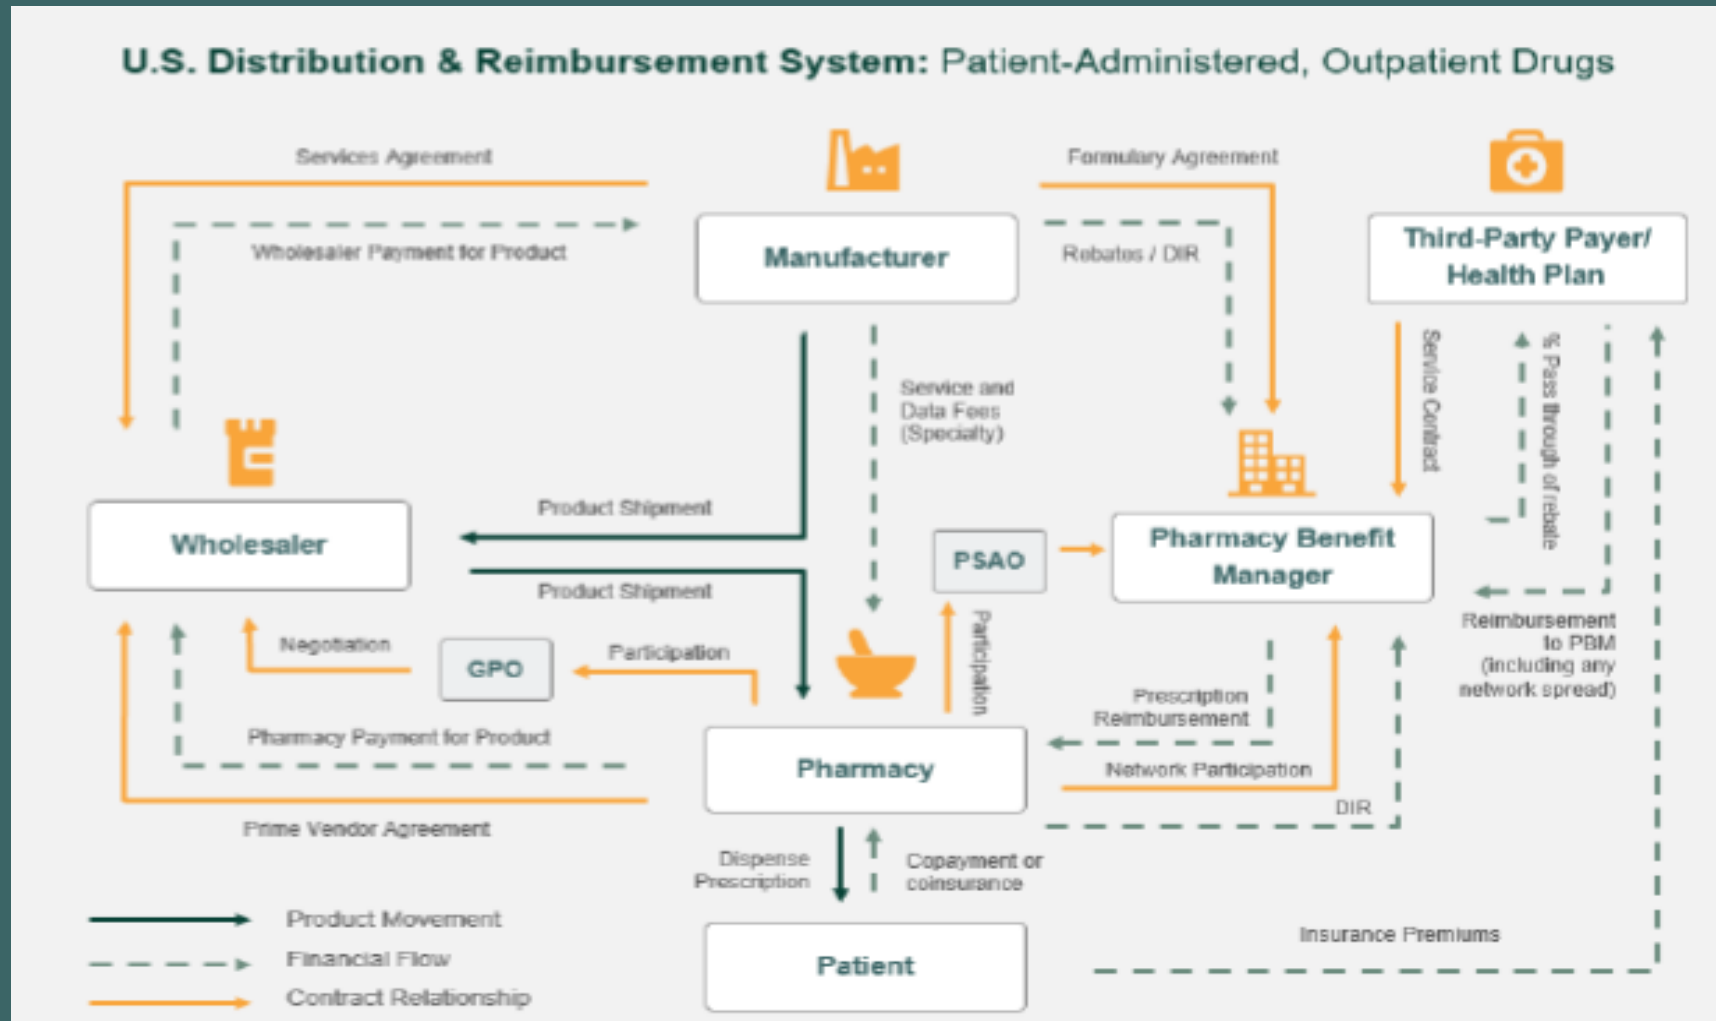 U.S. Distribution & Reimbursement System: Patient-Administered, Outpatient Drugs
Services Agreement
Formulary Agreement
Wholesaler Payment for Product
Manufacturer
Rebates / DIR
Third-Party Payer/
Health Plan
Service and
Data Fees
(Specialty)
Service Contract
% Pass through of rebate
Product Shipment
Wholesaler
PSAO
Pharmacy Benefit
Manager
Product Shipment
Negotiation
GPO
Participation
Participation
Reimbursement
to PBM
(including any
network spread)
Prescription
Reimbursement
Pharmacy Payment for Product
Pharmacy
Network Participation
DIR
Prime Vendor Agreement
Dispense
Prescription
Copayment or
coinsurance
Product Movement
Financial Flow
Contract Relationship
Patient
Insurance Premiums